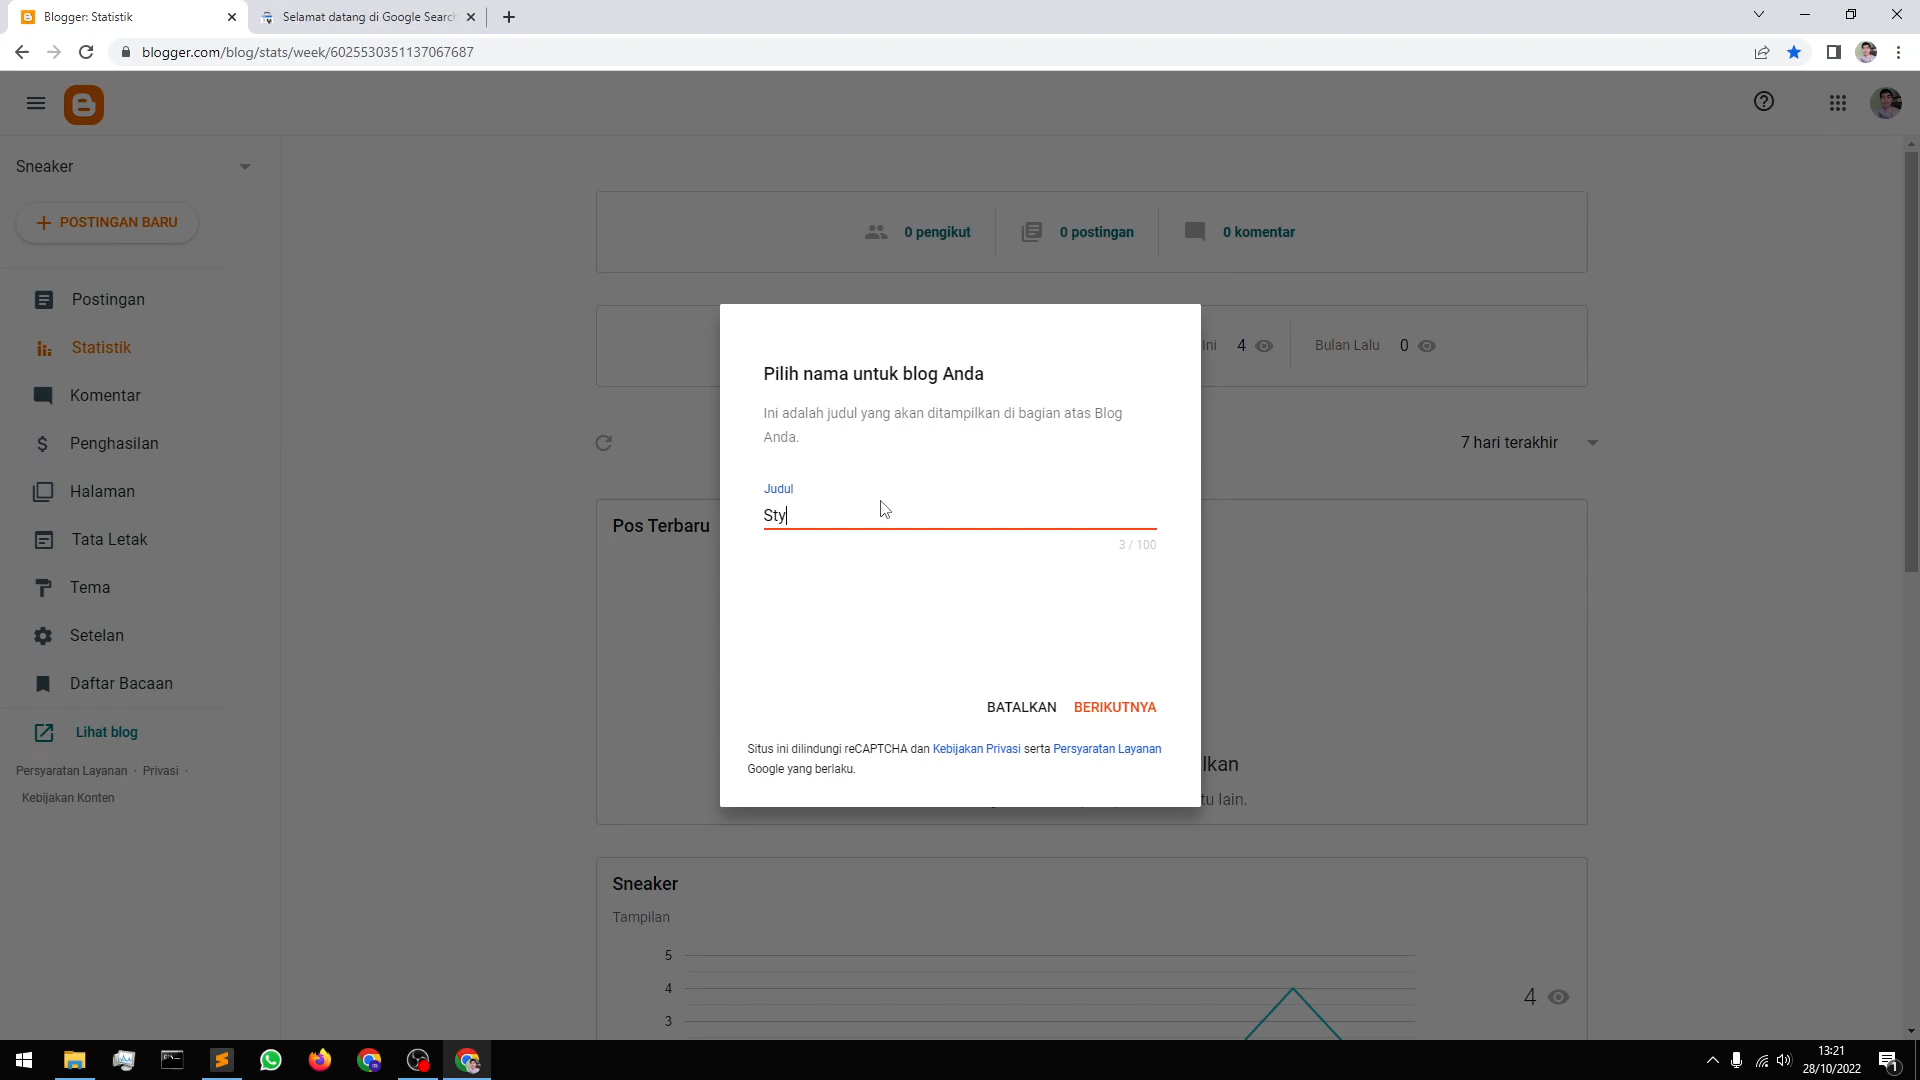 Blogger: Statistik
Selamat datang di Google Search
blogger.com/blog/stats/week/6025530351137067687
Sneaker
POSTINGAN BARU
Postingan
Statistik
Komentar
Penghasilan
Halaman
Tata Letak
Tema
Setelan
Daftar Bacaan
Lihat blog
Persyaratan Layanan · Privasi ·
Kebijakan Konten
0 pengikut
0 postingan
0 komentar
Ini 4
Bulan Lalu 0
7 hari terakhir
Pos Terbaru
Pilih nama untuk blog Anda
Ini adalah judul yang akan ditampilkan di bagian atas Blog
Anda.
Judul
Sty
3 / 100
BATALKAN
BERIKUTNYA
Situs ini dilindungi reCAPTCHA dan Kebijakan Privasi serta Persyaratan Layanan
Google yang berlaku.
lkan
tu lain.
Sneaker
Tampilan
5
4
3
4
13:21
28/10/2022
1